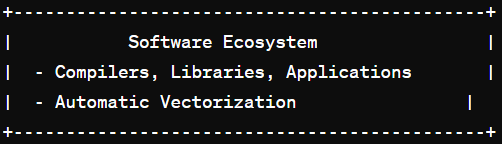 +---------------------------------------------+
|           Software Ecosystem                |
|  - Compilers, Libraries, Applications       |
|  - Automatic Vectorization                |
+---------------------------------------------+